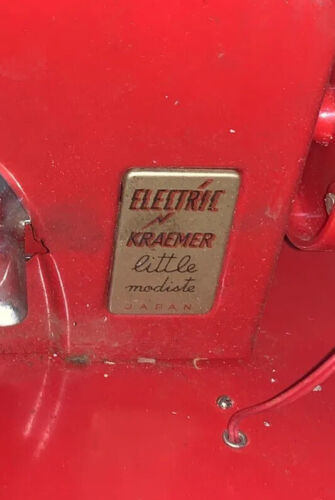 ELECTRIC
KRAEMER
little
modiste
JAPAN